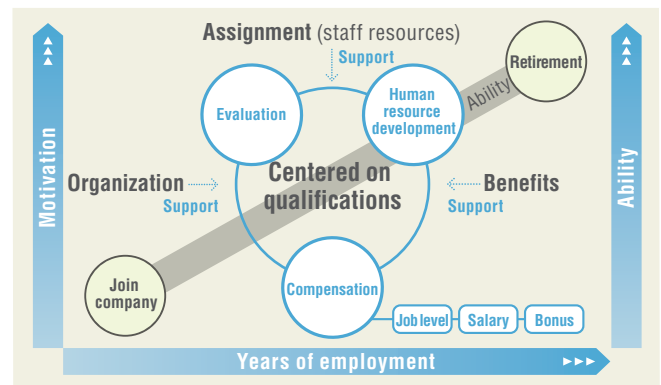 Assignment (staff resources)
Support
Retirement
Evaluation
Human
resource
development
Ability
Motivation
Organization
Support
Centered on
qualifications
Benefits
Support
Ability
Join
company
Compensation
Job level
Salary
Bonus
Years of employment